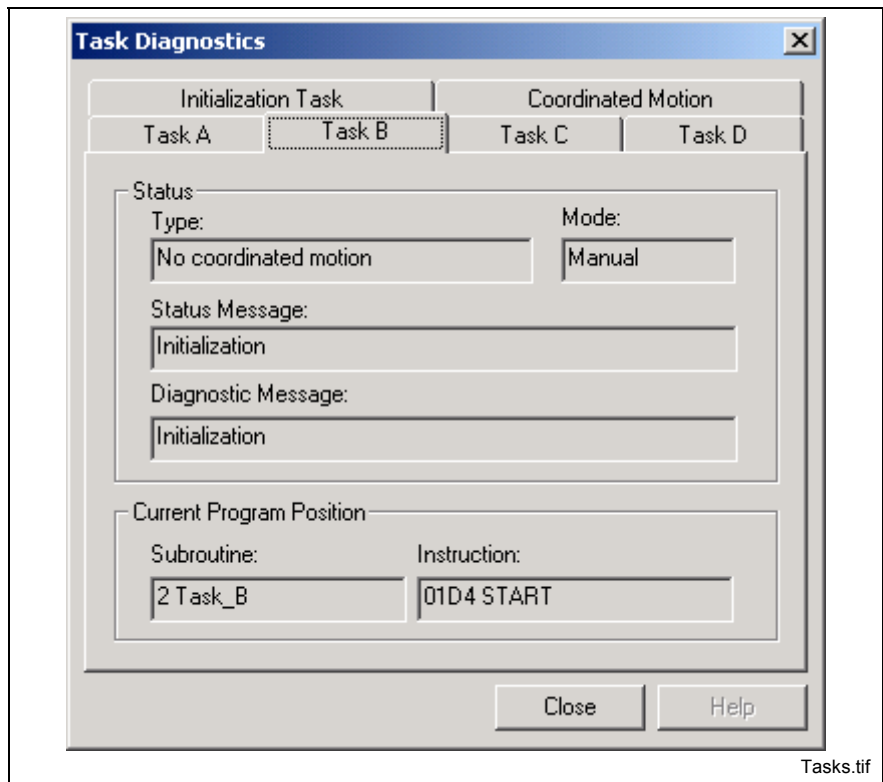 Task Diagnostics
Initialization Task Coordinated Motion
Task A Task B Task C Task D
Status
Type: Mode:
No coordinated motion Manual
Status Message:
Initialization
Diagnostic Message:
Initialization
Current Program Position
Subroutine: Instruction:
2 Task_B 01D4 START
Close Help
Tasks.tif